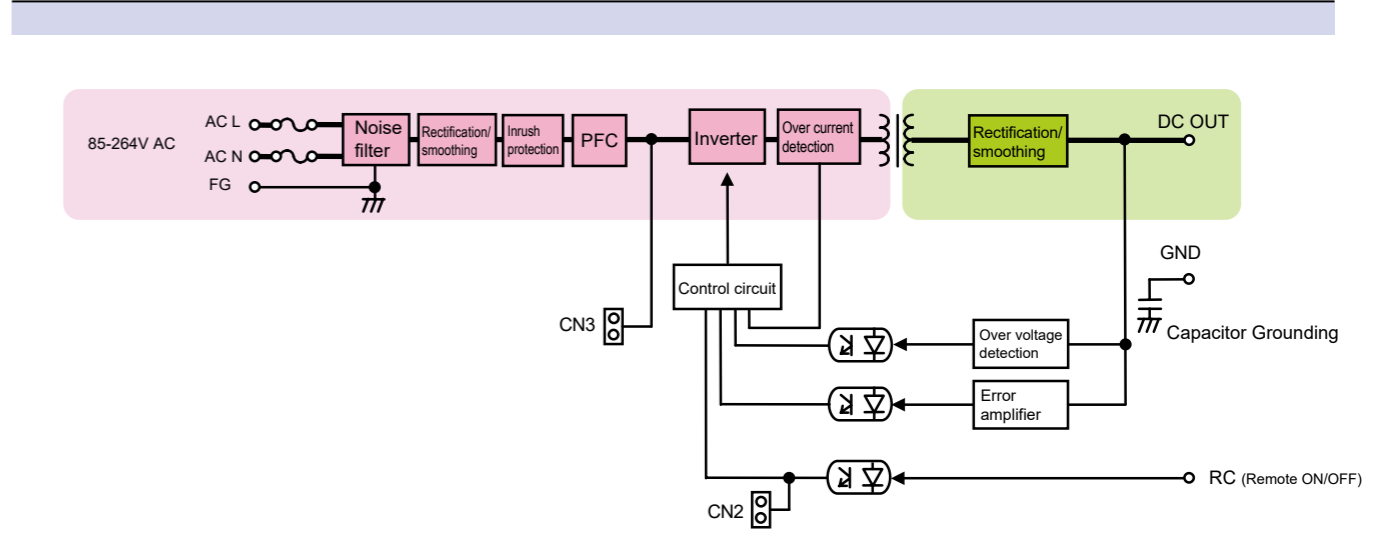 85-264V AC
AC L
AC N
FG
Noise
filter
Rectification/
smoothing
Inrush
protection
PFC
Inverter
Over current
detection
Rectification/
smoothing
DC OUT
GND
Capacitor Grounding
Control circuit
CN3
Over voltage
detection
Error
amplifier
RC (Remote ON/OFF)
CN2